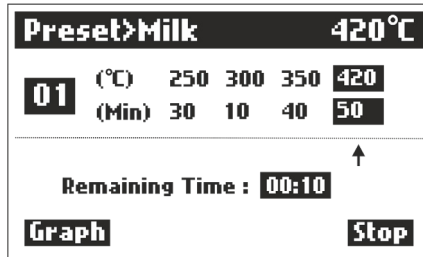 Preset>Milk 420℃
01 (℃) 250 300 350 420
(Min) 30 10 40 50
Remaining Time : 00:10
Graph Stop